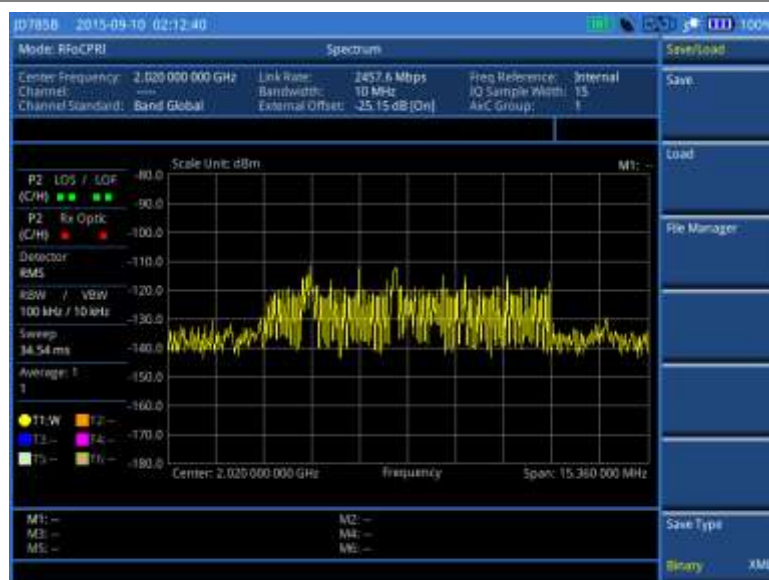 JD785B 2015-09-10 02:12:40 100%
Mode: RFoCPRI Spectrum Save/Load
Center Frequency: 2.020 000 000 GHz Link Rate: 2457.6 Mbps Freq Reference: Internal
Channel: ---- Bandwidth: 10 MHz IQ Sample Width: 15
Channel Standard: Band Global External Offset: -25.15 dB [On] AxC Group: 1
Save
Load
File Manager
Scale Unit: dBm M1: --
P2 LOS / LOF
(C/H)
P2 Rx Optic
(C/H)
Detector
RMS
RBW / VBW
100 kHz / 10 kHz
Sweep
34.54 ms
Average: 1
1
T1:W T2:--
T3:-- T4:--
T5:-- T6:--
-80.0
-90.0
-100.0
-110.0
-120.0
-130.0
-140.0
-150.0
-160.0
-170.0
-180.0
Center: 2.020 000 000 GHz Frequency Span: 15.360 000 MHz
M1: -- M2: --
M3: -- M4: --
M5: -- M6: --
Save Type
Binary XML